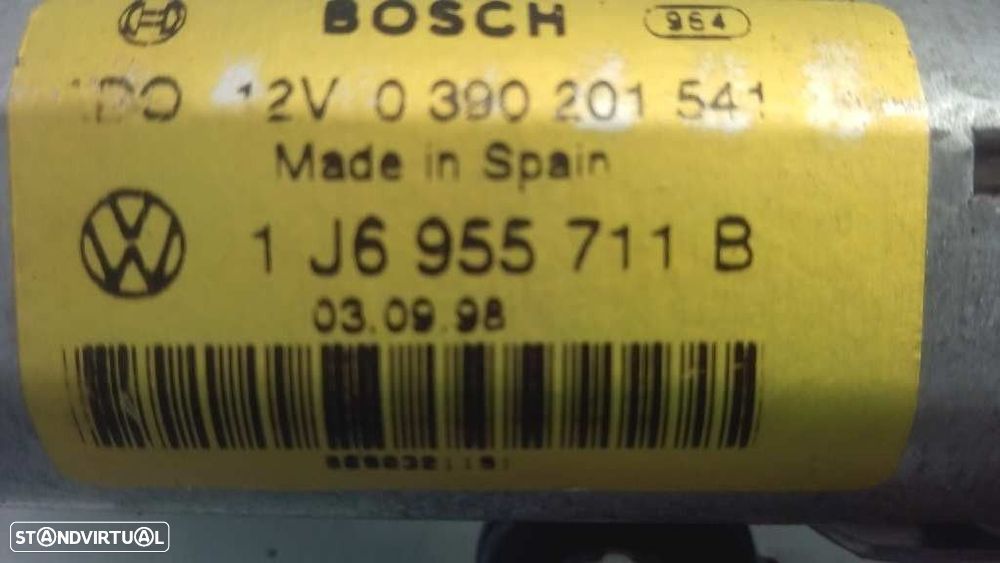 BOSCH 964
12V 0 390 201 541
Made in Spain
1 J6 955 711 B
03.09.98
STANDVIRTUAL